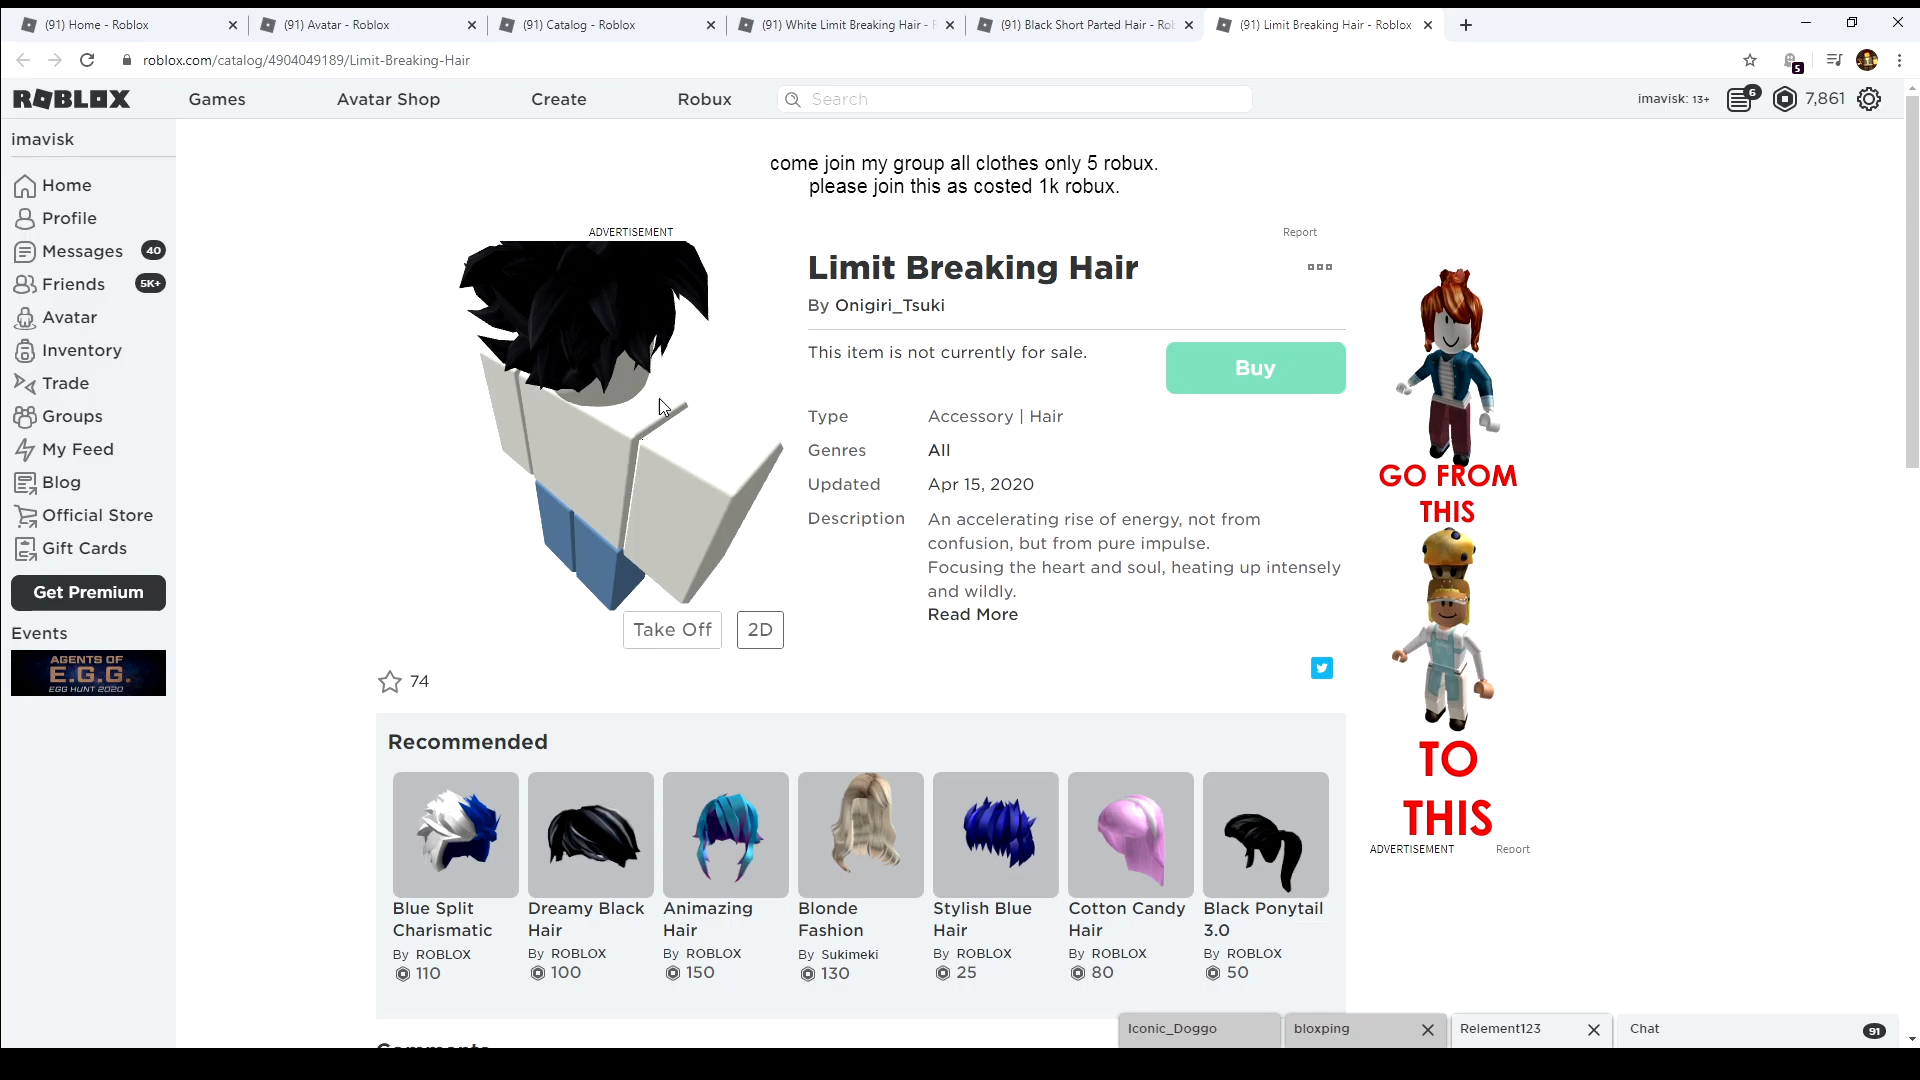 (91) Home - Roblox
(91) Avatar - Roblox
(91) Catalog - Roblox
(91) White Limit Breaking Hair -
(91) Black Short Parted Hair -
(91) Limit Breaking Hair - Roblox
roblox.com/catalog/4904049189/Limit-Breaking-Hair
5
ROBLOX
Games
Avatar Shop
Create
Robux
Search
imavisk: 13+
6
7,861
imavisk
Home
Profile
Messages
40
Friends
5K+
Avatar
Inventory
Trade
Groups
My Feed
Blog
Official Store
Gift Cards
Get Premium
Events
AGENTS OF
E.G.G.
EGG HUNT 2020
come join my group all clothes only 5 robux.
please join this as costed 1k robux.
ADVERTISEMENT
Report
Limit Breaking Hair
By Onigiri_Tsuki
This item is not currently for sale.
Buy
Type
Accessory | Hair
Genres
All
Updated
Apr 15, 2020
Description
An accelerating rise of energy, not from
confusion, but from pure impulse.
Focusing the heart and soul, heating up intensely
and wildly.
Read More
Take Off
2D
74
GO FROM
THIS
TO
THIS
ADVERTISEMENT
Report
Recommended
Blue Split
Charismatic
By ROBLOX
110
Dreamy Black
Hair
By ROBLOX
100
Animazing
Hair
By ROBLOX
150
Blonde
Fashion
By Sukimeki
130
Stylish Blue
Hair
By ROBLOX
25
Cotton Candy
Hair
By ROBLOX
80
Black Ponytail
3.0
By ROBLOX
50
Iconic_Doggo
bloxping
Relement123
Chat
91